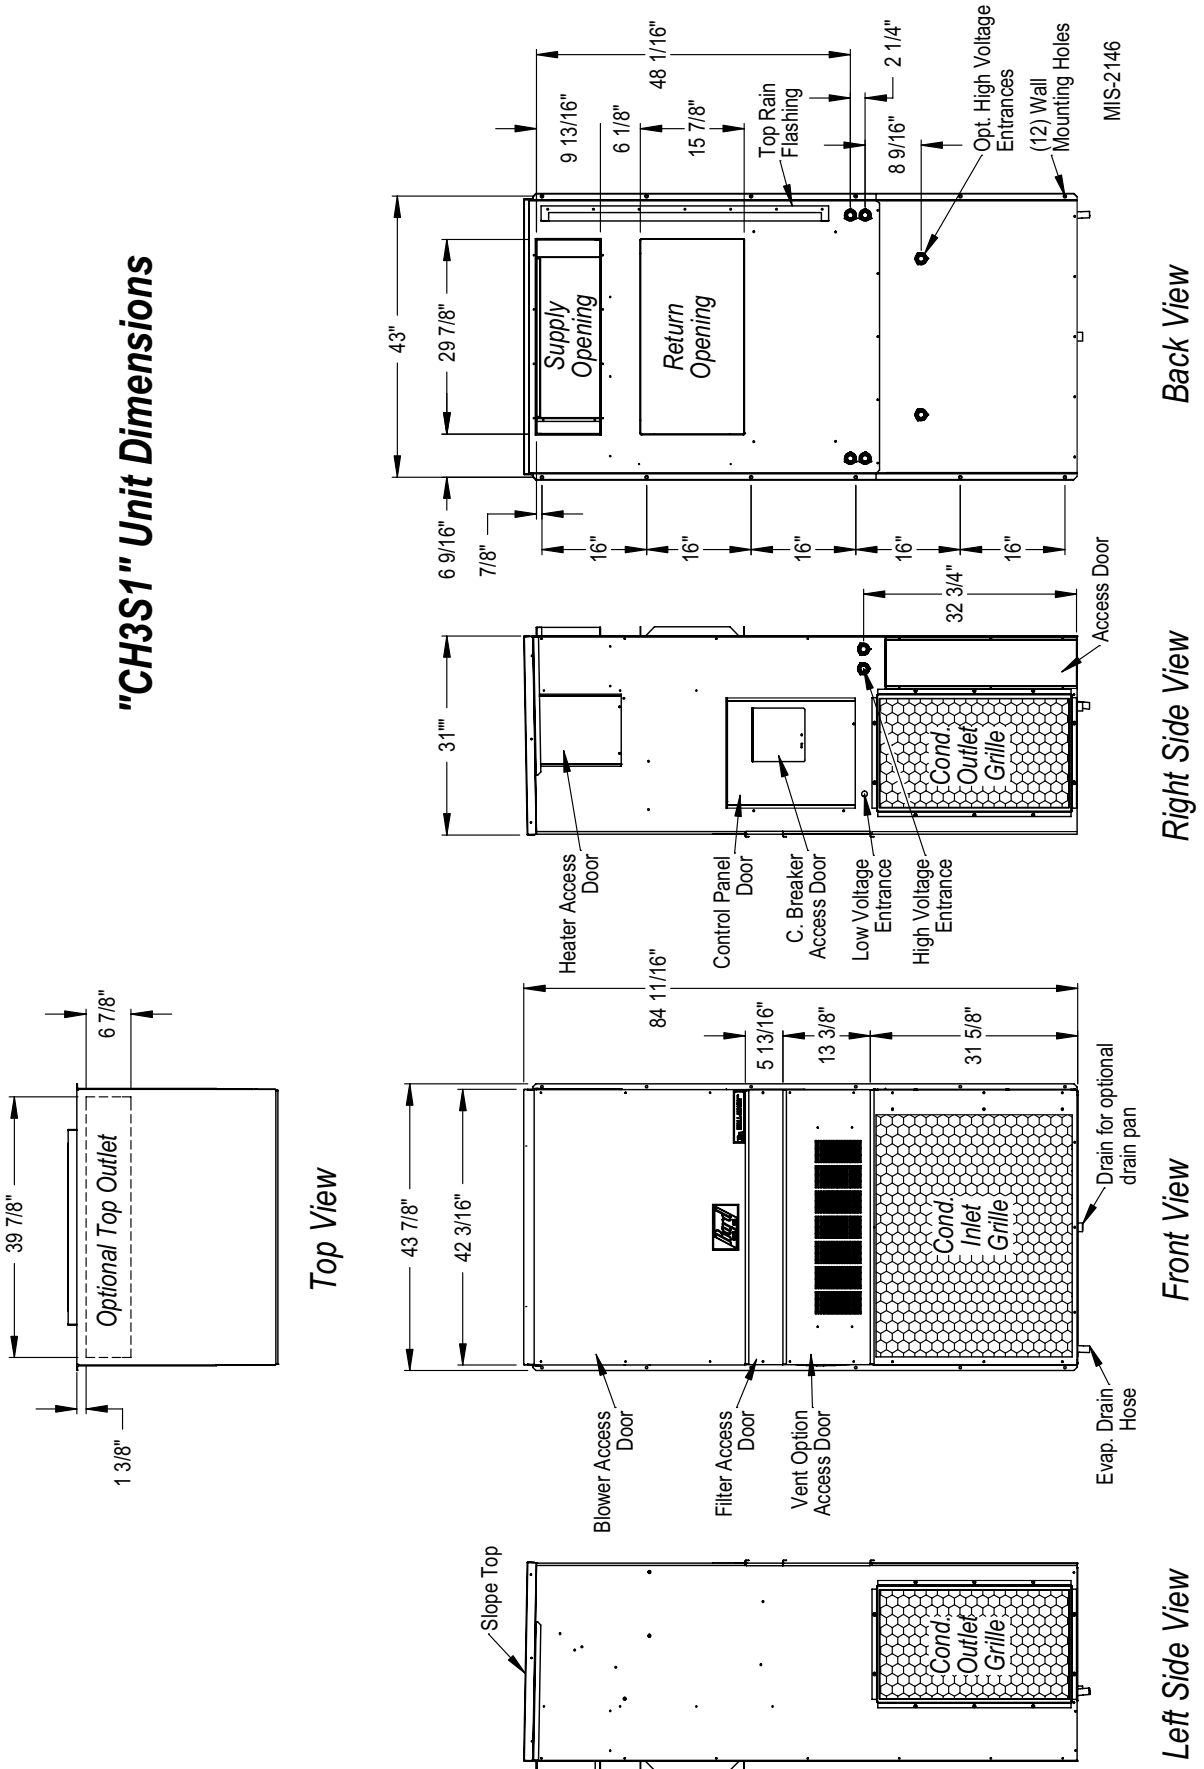 "CH3S1" Unit Dimensions
1 3/8"
39 7/8"
6 7/8"
Optional Top Outlet
Top View
Slope Top
Cond.
Outlet
Grille
Left Side View
43 7/8"
42 3/16"
84 11/16"
5 13/16"
13 3/8"
31 5/8"
Blower Access
Door
Filter Access
Door
Vent Option
Access Door
Cond.
Inlet
Grille
Evap. Drain
Hose
Drain for optional
drain pan
Front View
31""
Heater Access
Door
Control Panel
Door
C. Breaker
Access Door
Low Voltage
Entrance
High Voltage
Entrance
Cond.
Outlet
Grille
32 3/4"
Access Door
Right Side View
6 9/16"
43"
29 7/8"
7/8"
16"
16"
16"
16"
16"
Supply
Opening
Return
Opening
9 13/16"
6 1/8"
15 7/8"
48 1/16"
Top Rain
Flashing
2 1/4"
8 9/16"
Opt. High Voltage
Entrances
(12) Wall
Mounting Holes
MIS-2146
Back View
Bard